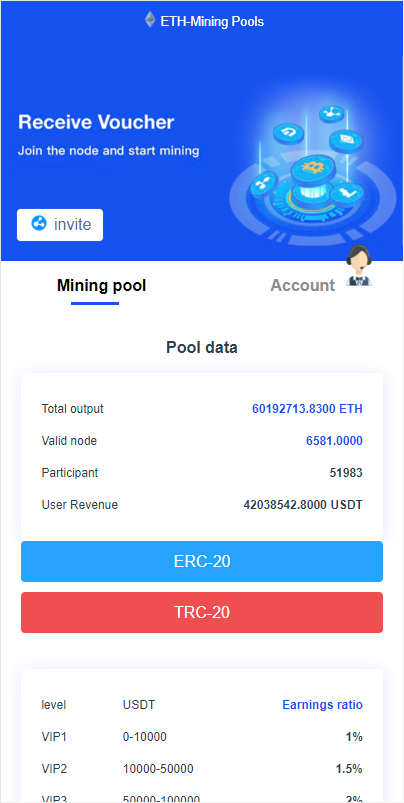 ETH-Mining Pools
Receive Voucher
Join the node and start mining
invite
Mining pool Account
Pool data
Total output 60192713.8300 ETH
Valid node 6581.0000
Participant 51983
User Revenue 42038542.8000 USDT
ERC-20
TRC-20
level USDT Earnings ratio
VIP1 0-10000 1%
VIP2 10000-50000 1.5%
VIP3 50000-100000 2%